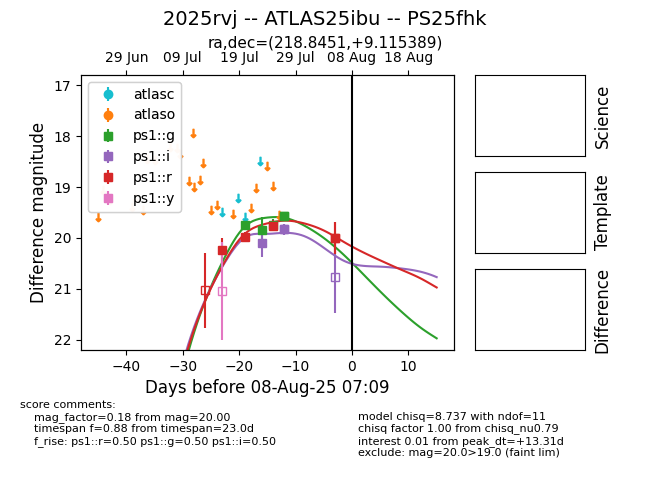 2025rvj -- ATLAS25ibu -- PS25fhk
ra,dec=(218.8451,+9.115389)
29 Jun 09 Jul 19 Jul 29 Jul 08 Aug 18 Aug
17
18
19
20
21
22
Difference magnitude
atlasc
atlaso
ps1::g
ps1::i
ps1::r
ps1::y
Science
Template
Difference
−40 −30 −20 −10 0 10
Days before 08-Aug-25 07:09
score comments:
mag_factor=0.18 from mag=20.00
timespan f=0.88 from timespan=23.0d
f_rise: ps1::r=0.50 ps1::g=0.50 ps1::i=0.50
model chisq=8.737 with ndof=11
chisq factor 1.00 from chisq_nu0.79
interest 0.01 from peak_dt=+13.31d
exclude: mag=20.0>19.0 (faint lim)